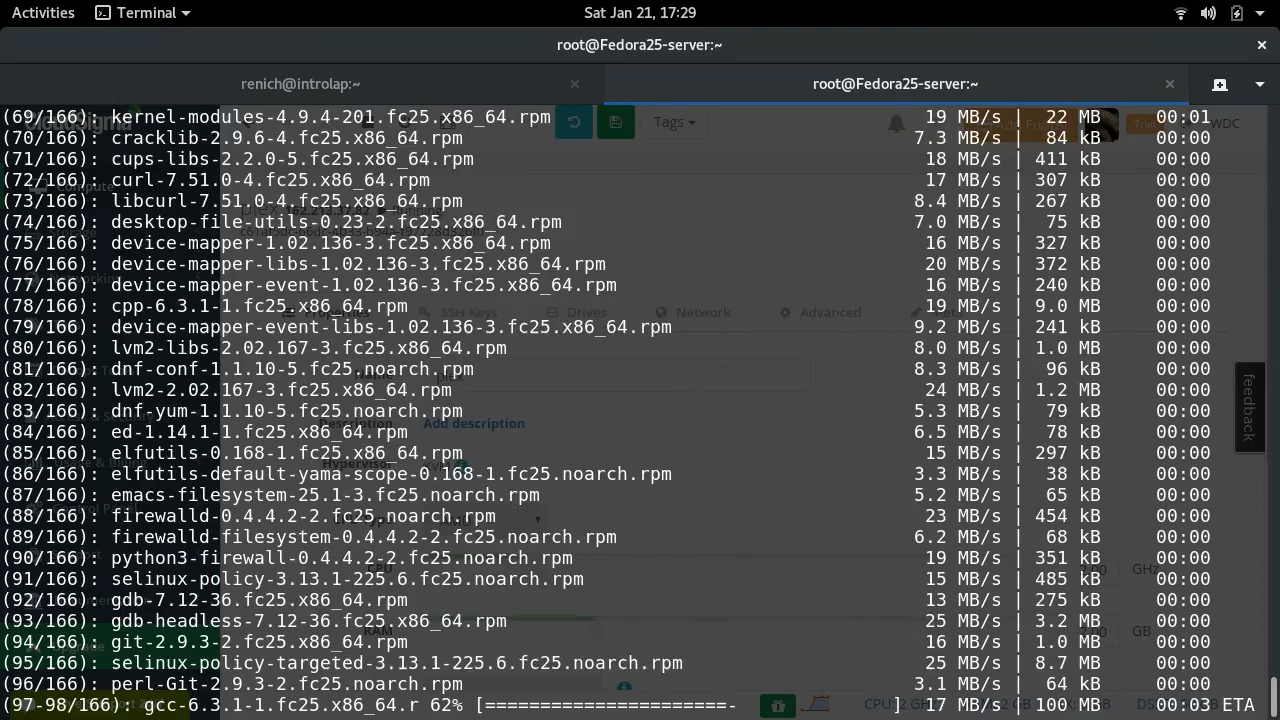 Activities Terminal Sat Jan 21, 17:29
root@Fedora25-server:~
renich@introlap:~ root@Fedora25-server:~
(69/166): kernel-modules-4.9.4-201.fc25.x86_64.rpm 19 MB/s | 22 MB 00:01
(70/166): cracklib-2.9.6-4.fc25.x86_64.rpm 7.3 MB/s | 84 kB 00:00
(71/166): cups-libs-2.2.0-5.fc25.x86_64.rpm 18 MB/s | 411 kB 00:00
(72/166): curl-7.51.0-4.fc25.x86_64.rpm 17 MB/s | 307 kB 00:00
(73/166): libcurl-7.51.0-4.fc25.x86_64.rpm 8.4 MB/s | 267 kB 00:00
(74/166): desktop-file-utils-0.23-2.fc25.x86_64.rpm 7.0 MB/s | 75 kB 00:00
(75/166): device-mapper-1.02.136-3.fc25.x86_64.rpm 16 MB/s | 327 kB 00:00
(76/166): device-mapper-libs-1.02.136-3.fc25.x86_64.rpm 20 MB/s | 372 kB 00:00
(77/166): device-mapper-event-1.02.136-3.fc25.x86_64.rpm 16 MB/s | 240 kB 00:00
(78/166): cpp-6.3.1-1.fc25.x86_64.rpm 19 MB/s | 9.0 MB 00:00
(79/166): device-mapper-event-libs-1.02.136-3.fc25.x86_64.rpm 9.2 MB/s | 241 kB 00:00
(80/166): lvm2-libs-2.02.167-3.fc25.x86_64.rpm 8.0 MB/s | 1.0 MB 00:00
(81/166): dnf-conf-1.1.10-5.fc25.noarch.rpm 8.3 MB/s | 96 kB 00:00
(82/166): lvm2-2.02.167-3.fc25.x86_64.rpm 24 MB/s | 1.2 MB 00:00
(83/166): dnf-yum-1.1.10-5.fc25.noarch.rpm 5.3 MB/s | 79 kB 00:00
(84/166): ed-1.14.1-1.fc25.x86_64.rpm 6.5 MB/s | 78 kB 00:00
(85/166): elfutils-0.168-1.fc25.x86_64.rpm 15 MB/s | 297 kB 00:00
(86/166): elfutils-default-yama-scope-0.168-1.fc25.noarch.rpm 3.3 MB/s | 38 kB 00:00
(87/166): emacs-filesystem-25.1-3.fc25.noarch.rpm 5.2 MB/s | 65 kB 00:00
(88/166): firewalld-0.4.4.2-2.fc25.noarch.rpm 23 MB/s | 454 kB 00:00
(89/166): firewalld-filesystem-0.4.4.2-2.fc25.noarch.rpm 6.2 MB/s | 68 kB 00:00
(90/166): python3-firewall-0.4.4.2-2.fc25.noarch.rpm 19 MB/s | 351 kB 00:00
(91/166): selinux-policy-3.13.1-225.6.fc25.noarch.rpm 15 MB/s | 485 kB 00:00
(92/166): gdb-7.12-36.fc25.x86_64.rpm 13 MB/s | 275 kB 00:00
(93/166): gdb-headless-7.12-36.fc25.x86_64.rpm 25 MB/s | 3.2 MB 00:00
(94/166): git-2.9.3-2.fc25.x86_64.rpm 16 MB/s | 1.0 MB 00:00
(95/166): selinux-policy-targeted-3.13.1-225.6.fc25.noarch.rpm 25 MB/s | 8.7 MB 00:00
(96/166): perl-Git-2.9.3-2.fc25.noarch.rpm 3.1 MB/s | 64 kB 00:00
(97-98/166): gcc-6.3.1-1.fc25.x86_64.r 62% [======================- ] 17 MB/s | 100 MB 00:03 ETA
Tags
WDC
Compute
SSH Keys Drives Network Advanced
Name
Description Add description
Hypervisor
feedback
CPU GHz
RAM GB
Upgrade